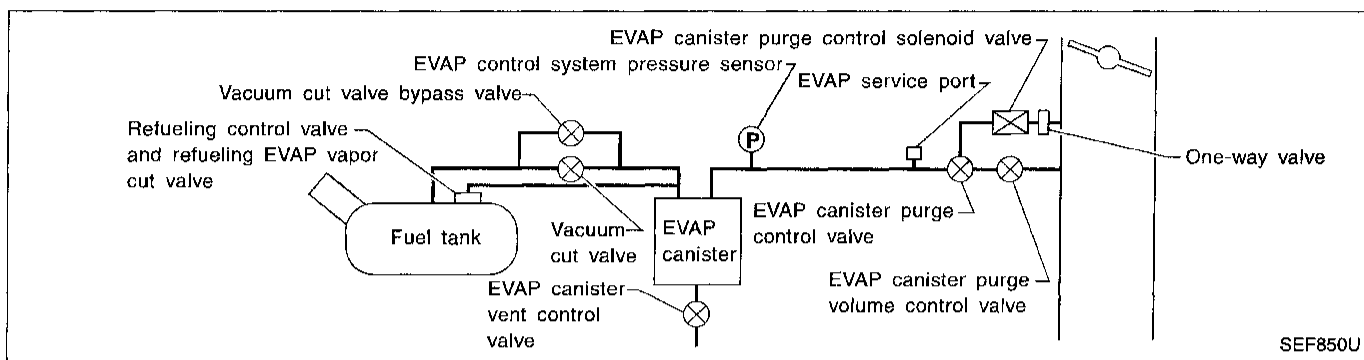 EVAP canister purge control solenoid valve
EVAP control system pressure sensor
EVAP service port
Vacuum cut valve bypass valve
Refueling control valve
and refueling EVAP vapor
cut valve
P
One-way valve
Fuel tank
Vacuum
cut valve
EVAP
canister
EVAP canister purge
control valve
EVAP canister
vent control
valve
EVAP canister purge
volume control valve
SEF850U